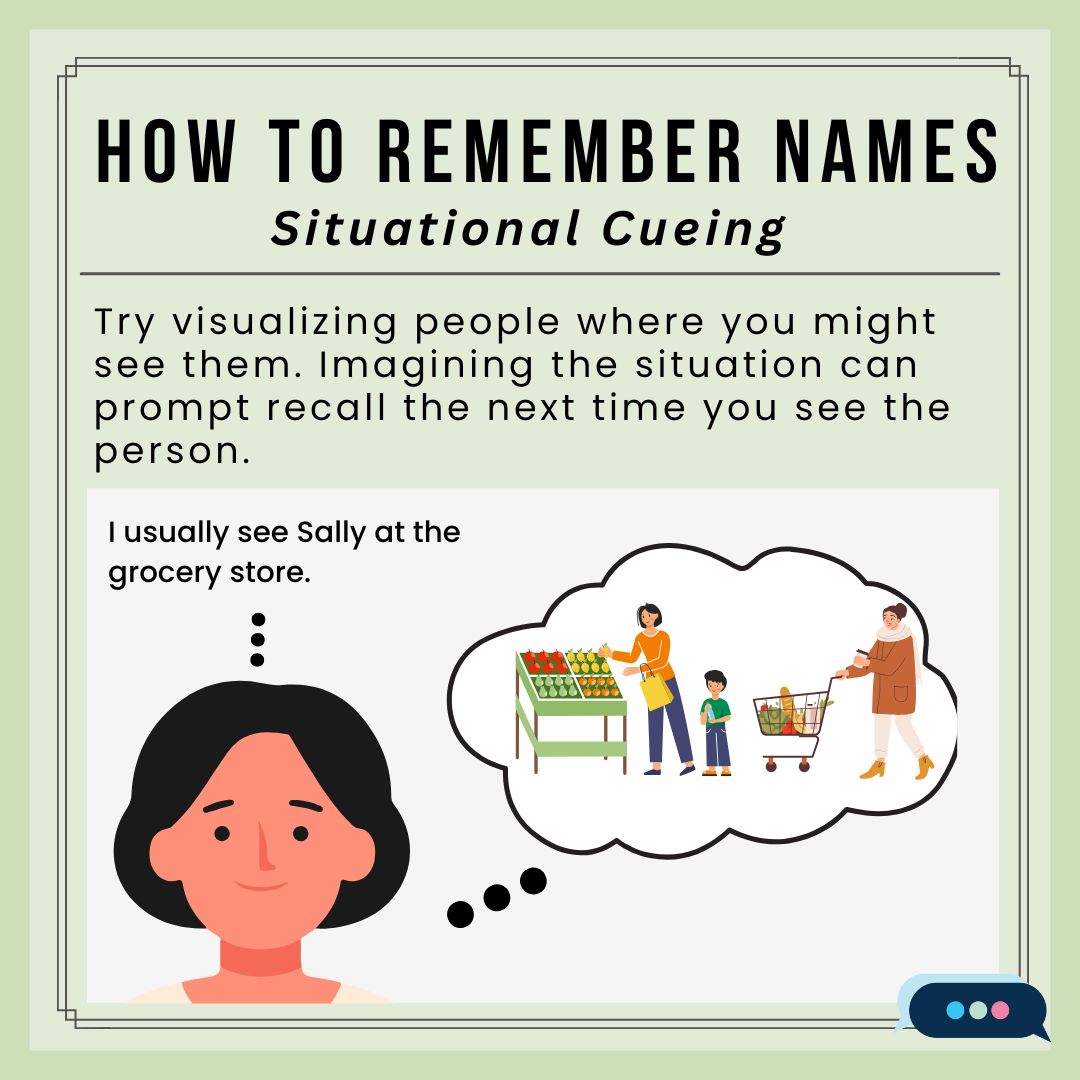 HOW TO REMEMBER NAMES
Situational Cueing
Try visualizing people where you might
see them. Imagining the situation can
prompt recall the next time you see the
person.
I usually see Sally at the
grocery store.